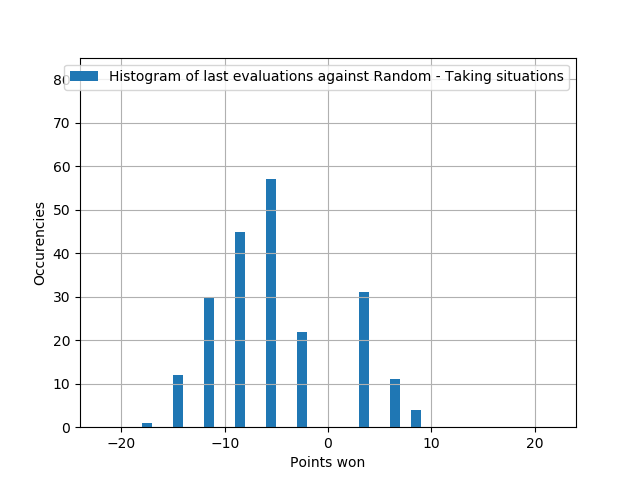 Histogram of last evaluations against Random - Taking situations
80
70
60
50
40
30
20
10
0
Occurencies
−20 −10 0 10 20
Points won